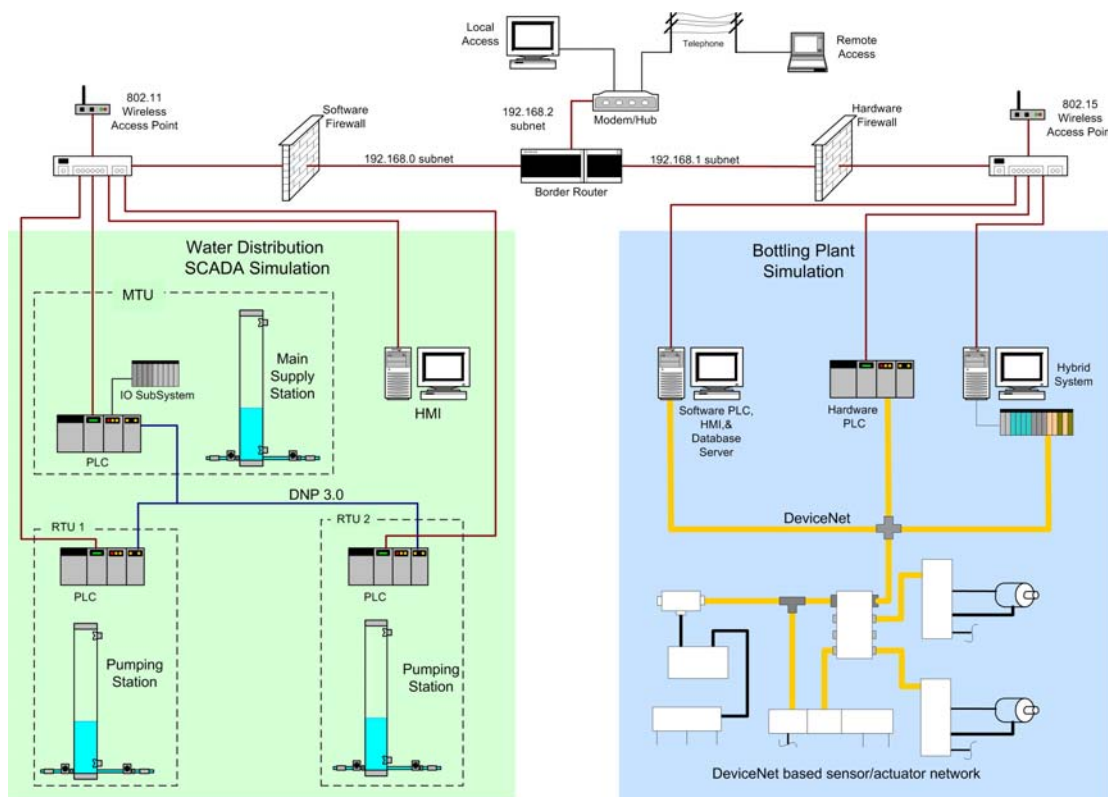 Local
Access
Telephone
Remote
Access
802.11
Wireless
Access Point
Software
Firewall
192.168.2
subnet
Modem/Hub
Hardware
Firewall
802.15
Wireless
Access Point
192.168.0 subnet
192.168.1 subnet
Border Router
Water Distribution
SCADA Simulation
MTU
IO SubSystem
PLC
Main
Supply
Station
HMI
DNP 3.0
RTU 1
PLC
Pumping
Station
RTU 2
PLC
Pumping
Station
Bottling Plant
Simulation
Software PLC,
HMI,&
Database
Server
Hardware
PLC
Hybrid
System
DeviceNet
DeviceNet based sensor/actuator network